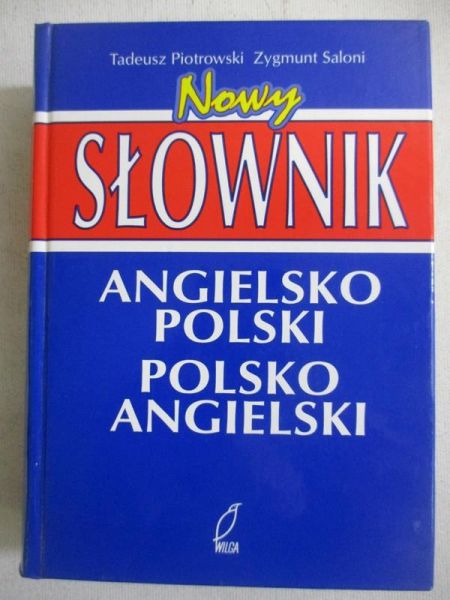 Tadeusz Piotrowski Zygmunt Saloni
Nowy
SŁOWNIK
ANGIELSKO
POLSKI
POLSKO
ANGIELSKI
WILGA